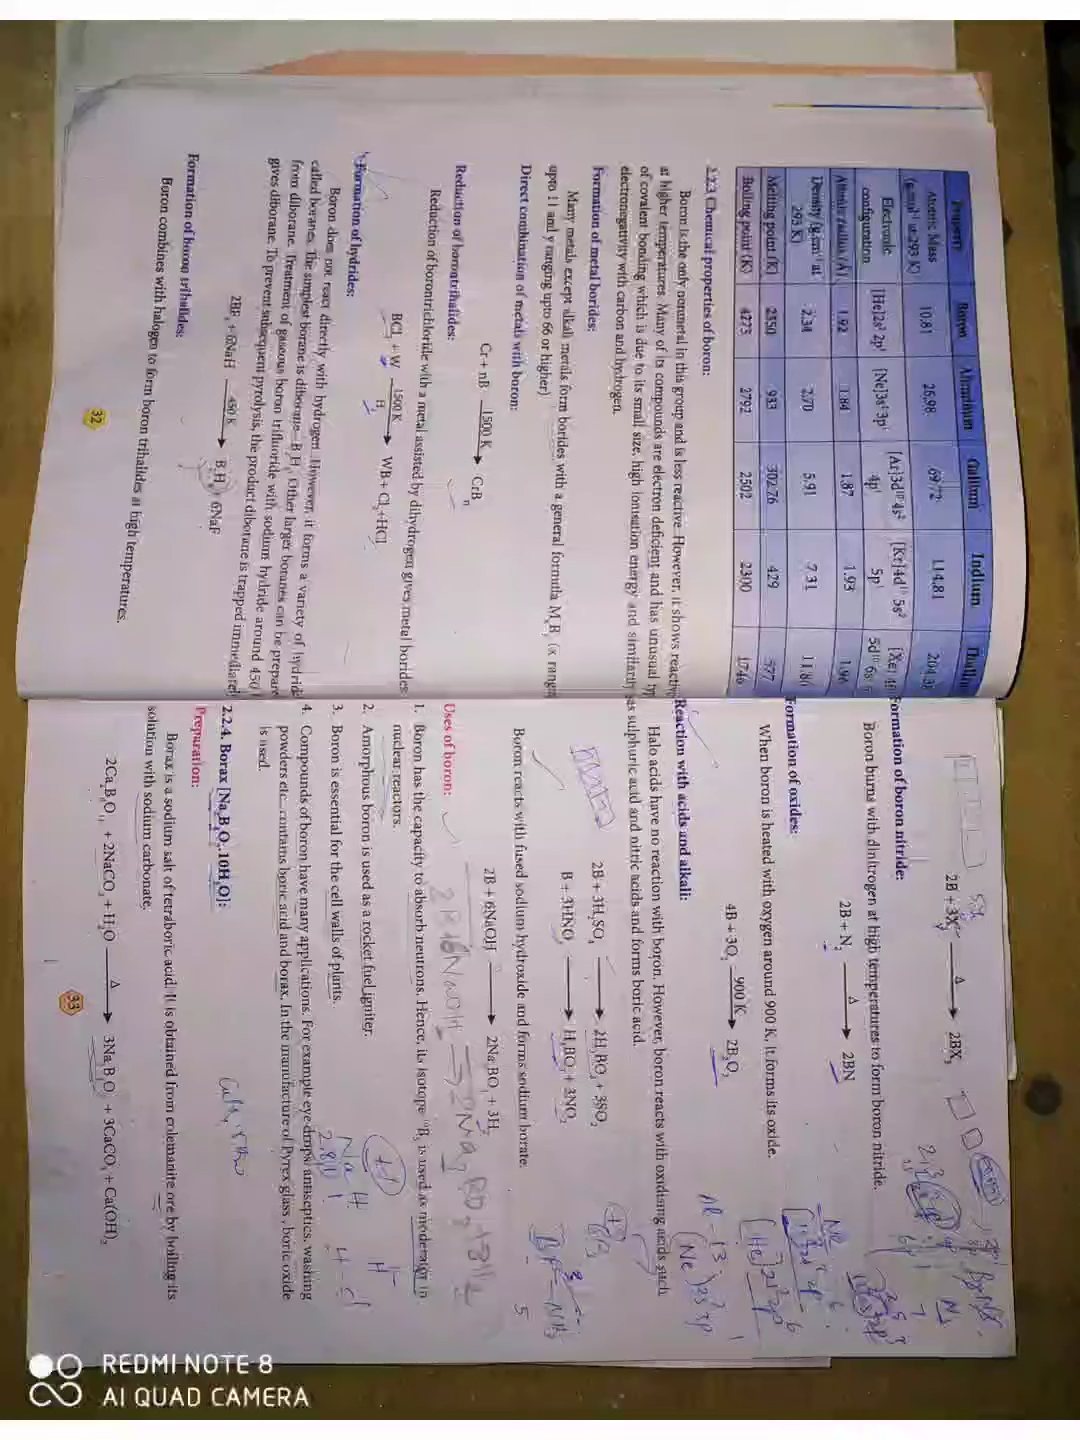 Property Boron Aluminum Gallium Indium
Atomic Mass (g.mol⁻¹ at 293 K) 10.81 26.98 69.72 114.81
Electronic configuration [He]2s² 2p¹ [Ne]3s² 3p¹ [Ar]3d¹⁰ 4s² 4p¹ [Kr]4d¹⁰ 5s² 5p¹
Atomic radius (Å) 1.92 1.84 1.87 1.93 1.96
Density (g.cm⁻³ at 293 K) 2.34 2.70 5.91 7.31
Melting point (K) 2350 933 302.76 429 577
Boiling point (K) 4273 2792 2502 2300 1746
2.2.3 Chemical properties of boron:
Boron is the only nonmetal in this group and is less reactive. However, it shows
at higher temperatures. Many of its compounds are electron deficient and has unusual
of covalent bonding which is due to its small size, high ionisation energy and similarity
electronegativity with carbon and hydrogen.
Formation of metal borides:
Many metals except alkali metals form borides with a general formula MₓBᵧ (x
upto 11 and y ranging upto 66 or higher)
Direct combination of metals with boron:
Cr + nB 1500 K → CrBₙ
Reduction of borontrihalides:
Reduction of borontrichloride with a metal assisted by dihydrogen gives metal borides
BCl₃ + W 1500 K H₂ → WB + Cl₂+HCl
Formation of hydrides:
Boron does not react directly with hydrogen. However, it forms a variety of
called boranes. The simplest borane is diborane- B₂H₆. Other larger boranes can be
from diborane. Treatment of gaseous boron trifluoride with sodium hydride around 450
gives diborane. To prevent subsequent pyrolysis, the product diborane is trapped
2BF₃ + 6NaH 450 K → B₂H₆ + 6NaF
Formation of boron trihalides:
Boron combines with halogen to form boron trihalides at high temperatures.
32
2B + 3X₂ Δ → 2BX₃
Formation of boron nitride:
Boron burns with dinitrogen at high temperatures to form boron nitride.
2B + N₂ Δ → 2BN
Formation of oxides:
When boron is heated with oxygen around 900 K, it forms its oxide.
4B + 3O₂ 900 K → 2B₂O₃
Reaction with acids and alkali:
Halo acids have no reaction with boron. However, boron reacts with oxidising acids such
as sulphuric acid and nitric acids and forms boric acid.
2B + 3H₂SO₄ → 2H₃BO₃ + 3SO₂
B + 3HNO₃ → H₃BO₃ + 3NO₂
Boron reacts with fused sodium hydroxide and forms sodium borate.
2B + 6NaOH → 2Na₃BO₃ + 3H₂
Uses of boron:
1. Boron has the capacity to absorb neutrons. Hence, its isotope ¹⁰B₅ is used as moderator in
nuclear reactors.
2. Amorphous boron is used as a rocket fuel igniter.
3. Boron is essential for the cell walls of plants.
4. Compounds of boron have many applications. For example eye drops, antiseptics, washing
powders etc.. contains boric acid and borax. In the manufacture of Pyrex glass , boric oxide
is used.
2.2.4. Borax [Na₂B₄O₇.10H₂O]:
Preparation:
Borax is a sodium salt of tetraboric acid. It is obtained from colemanite ore by boiling its
solution with sodium carbonate.
2Ca₂B₆O₁₁ + 2NaCO₃ + H₂O Δ → 3Na₂B₄O₇ + 3CaCO₃ + Ca(OH)₂
33
REDMI NOTE 8
AI QUAD CAMERA